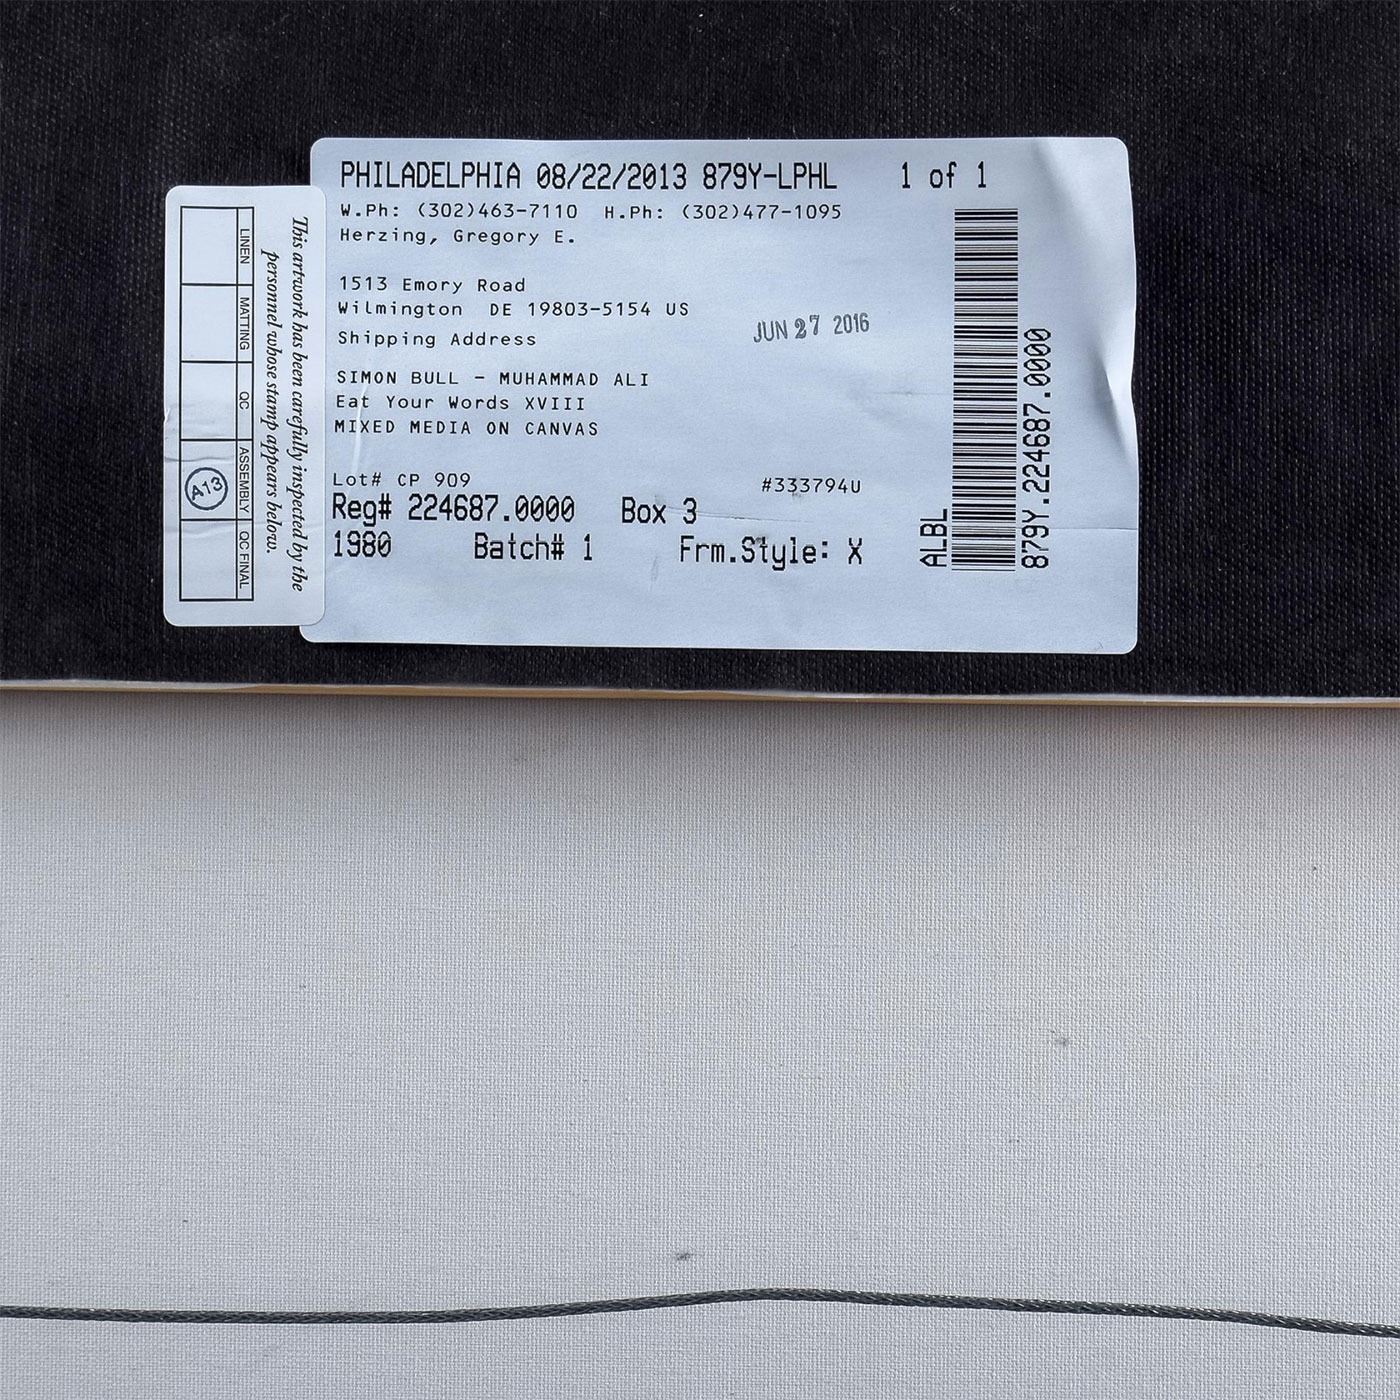 PHILADELPHIA 08/22/2013 879Y-LPHL 1 of 1
W.Ph: (302)463-7110 H.Ph: (302)477-1095
Herzing, Gregory E.
1513 Emory Road
Wilmington DE 19803-5154 US
Shipping Address
JUN 27 2016
SIMON BULL - MUHAMMAD ALI
Eat Your Words XVIII
MIXED MEDIA ON CANVAS
Lot# CP 909 #333794U
Reg# 224687.0000 Box 3
1980 Batch# 1 Frm.Style: X
ALBL
879Y.224687.0000
This artwork has been carefully inspected by the
personnel whose stamp appears below.
LINEN MATTING QC ASSEMBLY QC FINAL
A13